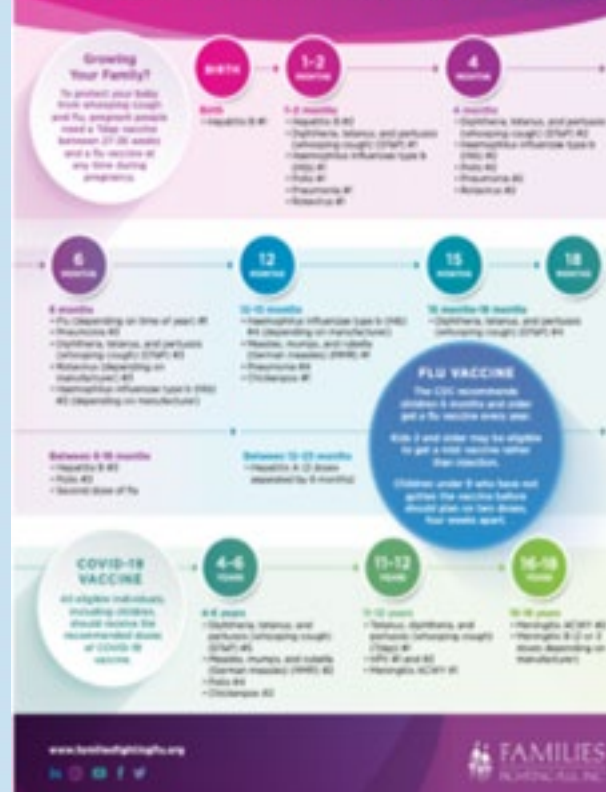 Growing
Your Family?
To protect your baby
from whooping cough
and flu, pregnant people
need a Tdap vaccine
between 27-36 weeks
and a flu vaccine at
any time during
pregnancy.
BIRTH
Birth
• Hepatitis B #1
1-2
MONTHS
1-2 months
• Hepatitis B #2
• Diphtheria, tetanus, and pertussis
(whooping cough) (DTaP) #1
• Haemophilus influenzae type b
(Hib) #1
• Polio #1
• Pneumonia #1
• Rotavirus #1
4
MONTHS
4 months
• Diphtheria, tetanus, and pertussis
(whooping cough) (DTaP) #2
• Haemophilus influenzae type b
(Hib) #2
• Polio #2
• Pneumonia #2
• Rotavirus #2
6
MONTHS
6 months
• Flu (depending on time of year) #1
• Pneumonia #3
• Diphtheria, tetanus, and pertussis
(whooping cough) (DTaP) #3
• Rotavirus (depending on
manufacturer) #3
• Haemophilus influenzae type b (Hib)
#3 (depending on manufacturer)
Between 6-18 months
• Hepatitis B #3
• Polio #3
• Second dose of flu
12
MONTHS
12-15 months
• Haemophilus influenzae type b (Hib)
#4 (depending on manufacturer)
• Measles, mumps, and rubella
(German measles) (MMR) #1
• Pneumonia #4
• Chickenpox #1
Between 12-23 months
• Hepatitis A (2 doses
separated by 6 months)
15
MONTHS
18
MONTHS
15 months-18 months
• Diphtheria, tetanus, and pertussis
(whooping cough) (DTaP) #4
FLU VACCINE
The CDC recommends
children 6 months and older
get a flu vaccine every year.
Kids 2 and older may be eligible
to get a mist vaccine rather
than injection.
Children under 9 who have not
gotten the vaccine before
should plan on two doses,
four weeks apart.
COVID-19
VACCINE
All eligible individuals,
including children,
should receive the
recommended doses
of COVID-19
vaccine.
4-6
YEARS
4-6 years
• Diphtheria, tetanus, and
pertussis (whooping cough)
(DTaP) #5
• Measles, mumps, and rubella
(German measles) (MMR) #2
• Polio #4
• Chickenpox #2
11-12
YEARS
11-12 years
• Tetanus, diphtheria, and
pertussis (whooping cough)
(Tdap) #1
• HPV #1 and #2
• Meningitis ACWY #1
16-18
YEARS
16-18 years
• Meningitis ACWY #2
• Meningitis B (2 or 3
doses depending on
manufacturer)
www.familiesfightingflu.org
FAMILIES
FIGHTING FLU, INC